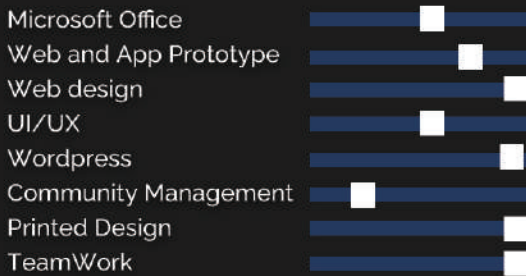 Microsoft Office
Web and App Prototype
Web design
UI/UX
Wordpress
Community Management
Printed Design
TeamWork